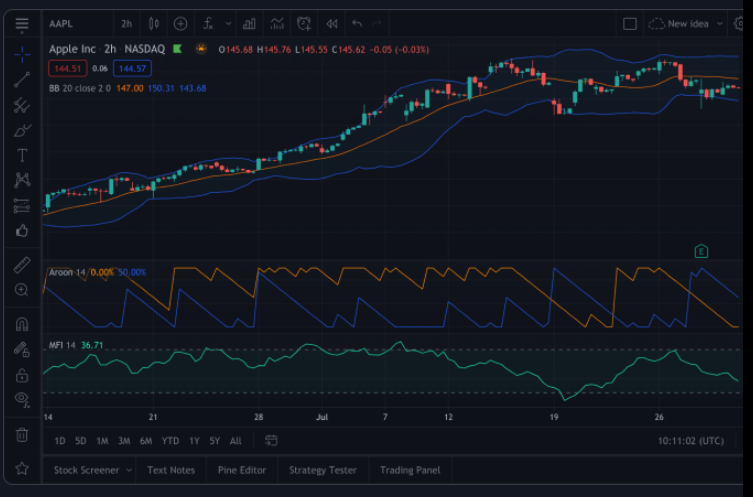 AAPL 2h New idea
Apple Inc · 2h · NASDAQ O145.68 H145.76 L145.55 C145.62 -0.05 (-0.03%)
144.51 0.06 144.57
BB 20 close 2 0 147.00 150.31 143.68
E
Aroon 14 0.00% 50.00%
MFI 14 36.71
14 21 28 Jul 7 12 19 26
1D 5D 1M 3M 6M YTD 1Y 5Y All 10:11:02 (UTC)
Stock Screener Text Notes Pine Editor Strategy Tester Trading Panel